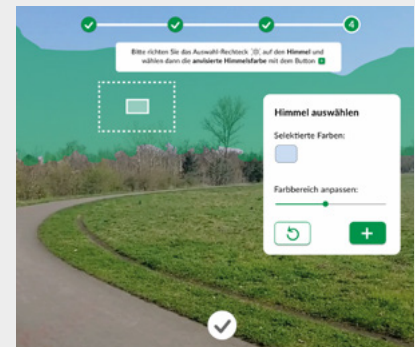 4
Bitte richten Sie das Auswahl-Rechteck auf den Himmel und
wählen dann die anvisierte Himmelsfarbe mit dem Button +
Himmel auswählen
Selektierte Farben:
Farbbereich anpassen:
+